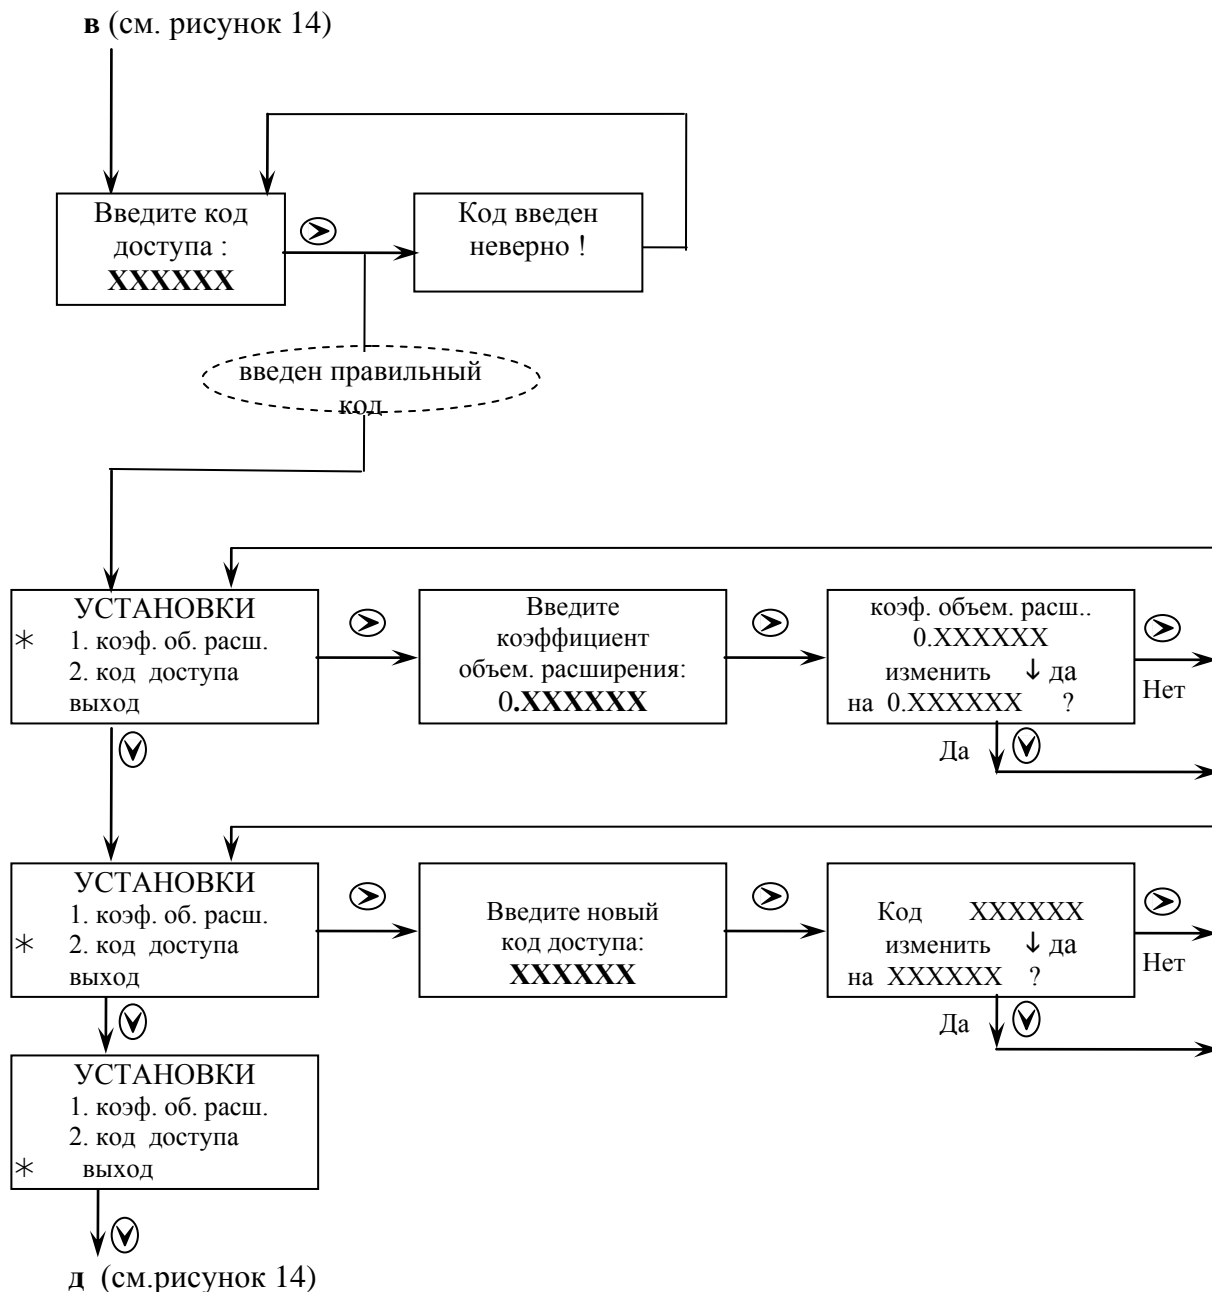 в (см. рисунок 14)
Введите код
доступа :
XXXXXX
Код введен
неверно !
введен правильный
код
УСТАНОВКИ
* 1. коэф. об. расш.
2. код доступа
выход
Введите
коэффициент
объем. расширения:
0.XXXXXX
коэф. объем. расш..
0.XXXXXX
изменить ↓ да
на 0.XXXXXX ?
Нет
Да
УСТАНОВКИ
1. коэф. об. расш.
* 2. код доступа
выход
Введите новый
код доступа:
XXXXXX
Код XXXXXX
изменить ↓ да
на XXXXXX ?
Нет
Да
УСТАНОВКИ
1. коэф. об. расш.
2. код доступа
* выход
д (см.рисунок 14)